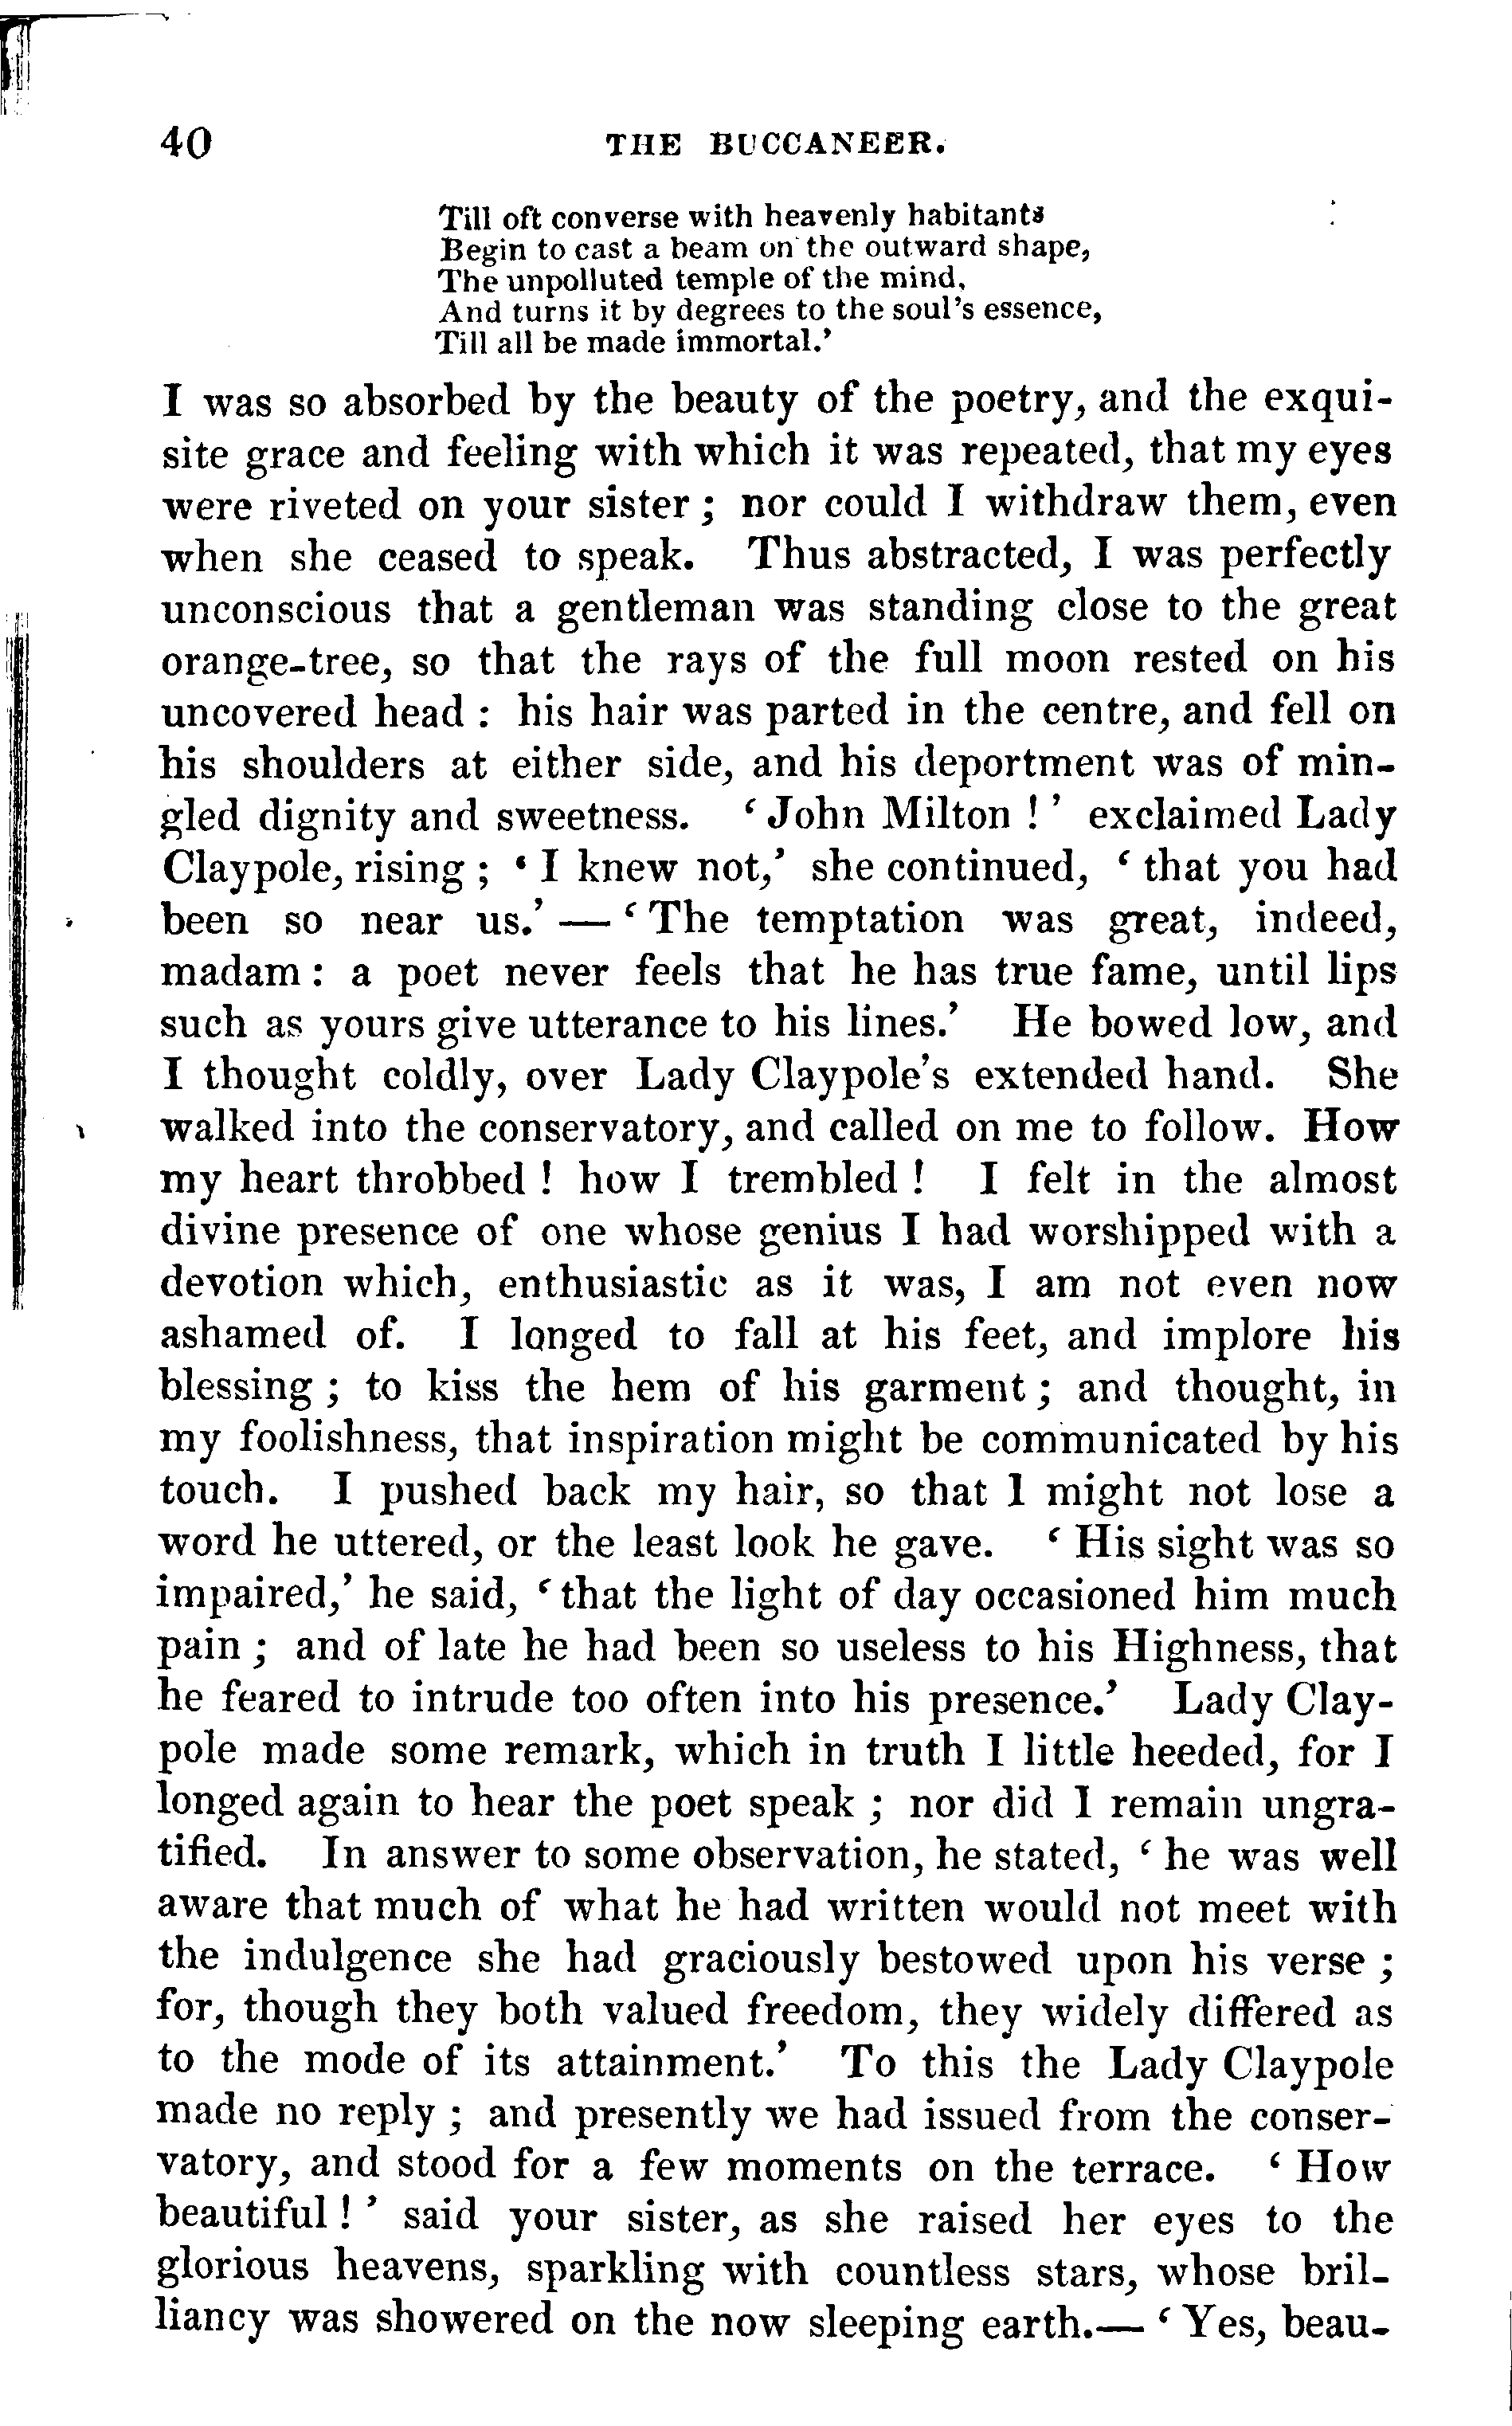 40 THE BUCCANEER.
Till oft converse with heavenly habitants
Begin to cast a beam on the outward shape,
The unpolluted temple of the mind,
And turns it by degrees to the soul's essence,
Till all be made immortal.'
I was so absorbed by the beauty of the poetry, and the exqui-
site grace and feeling with which it was repeated, that my eyes
were riveted on your sister; nor could I withdraw them, even
when she ceased to speak. Thus abstracted, I was perfectly
unconscious that a gentleman was standing close to the great
orange-tree, so that the rays of the full moon rested on his
uncovered head: his hair was parted in the centre, and fell on
his shoulders at either side, and his deportment was of min-
gled dignity and sweetness. 'John Milton!' exclaimed Lady
Claypole, rising; 'I knew not,' she continued, 'that you had
been so near us.'—'The temptation was great, indeed,
madam: a poet never feels that he has true fame, until lips
such as yours give utterance to his lines.' He bowed low, and
I thought coldly, over Lady Claypole's extended hand. She
walked into the conservatory, and called on me to follow. How
my heart throbbed! how I trembled! I felt in the almost
divine presence of one whose genius I had worshipped with a
devotion which, enthusiastic as it was, I am not even now
ashamed of. I longed to fall at his feet, and implore his
blessing; to kiss the hem of his garment; and thought, in
my foolishness, that inspiration might be communicated by his
touch. I pushed back my hair, so that I might not lose a
word he uttered, or the least look he gave. 'His sight was so
impaired,' he said, 'that the light of day occasioned him much
pain; and of late he had been so useless to his Highness, that
he feared to intrude too often into his presence.' Lady Clay-
pole made some remark, which in truth I little heeded, for I
longed again to hear the poet speak; nor did I remain ungra-
tified. In answer to some observation, he stated, 'he was well
aware that much of what he had written would not meet with
the indulgence she had graciously bestowed upon his verse;
for, though they both valued freedom, they widely differed as
to the mode of its attainment.' To this the Lady Claypole
made no reply; and presently we had issued from the conser-
vatory, and stood for a few moments on the terrace. 'How
beautiful!' said your sister, as she raised her eyes to the
glorious heavens, sparkling with countless stars, whose bril-
liancy was showered on the now sleeping earth.—'Yes, beau-